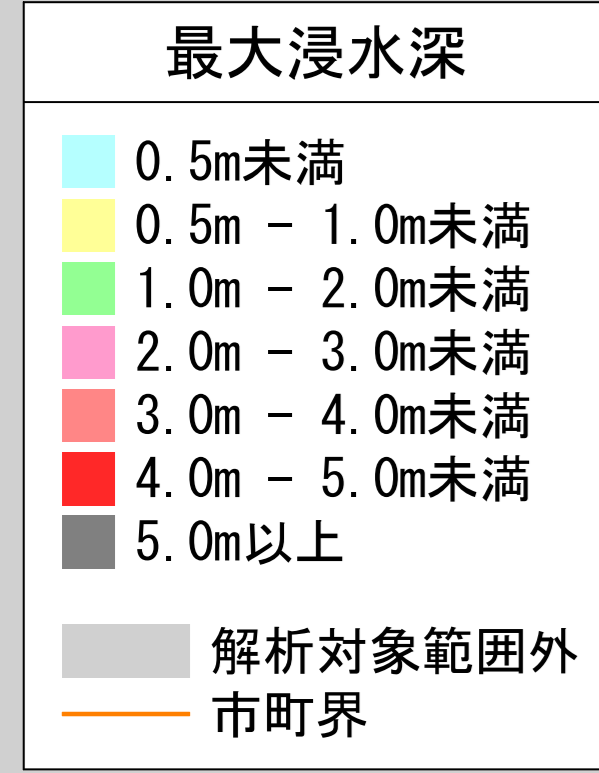 最大浸水深
0.5m未満
0.5m － 1.0m未満
1.0m － 2.0m未満
2.0m － 3.0m未満
3.0m － 4.0m未満
4.0m － 5.0m未満
5.0m以上
解析対象範囲外
市町界